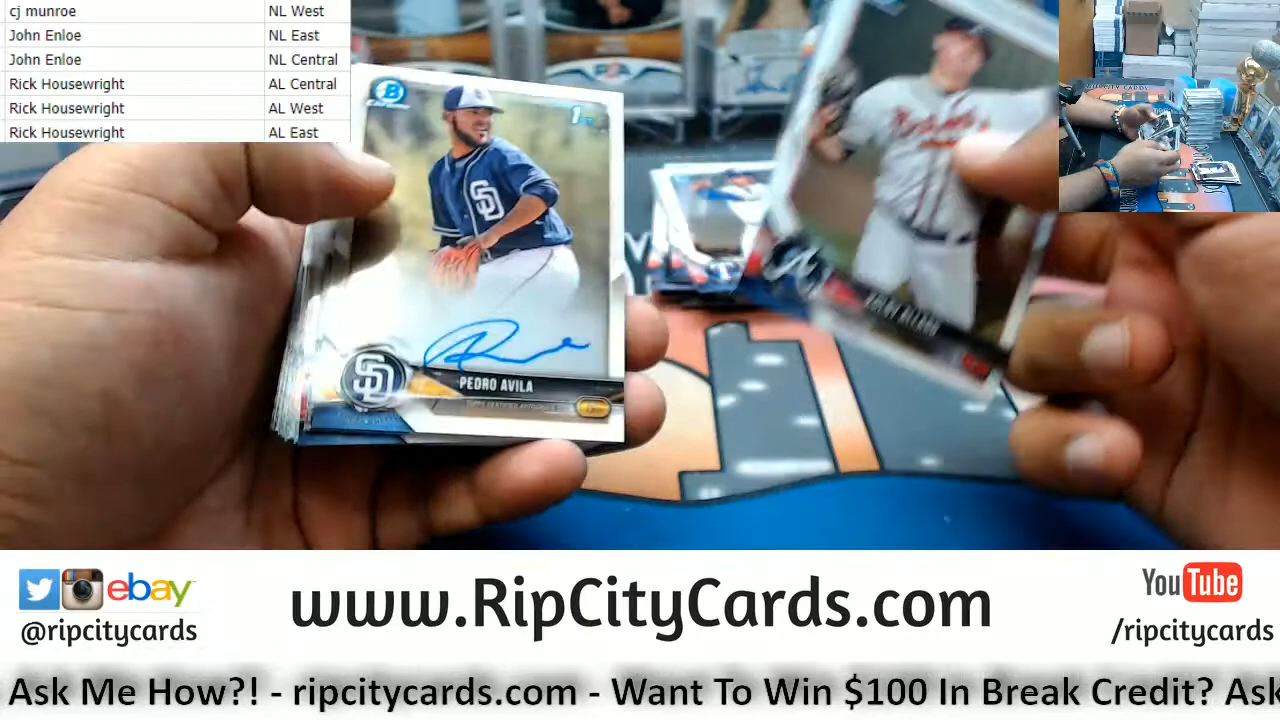 cj munroe NL West
John Enloe NL East
John Enloe NL Central
Rick Housewright AL Central
Rick Housewright AL West
Rick Housewright AL East
1st
SD
PEDRO AVILA
ebay
@ripcitycards
www.RipCityCards.com
YouTube
/ripcitycards
Ask Me How?! - ripcitycards.com - Want To Win $100 In Break Credit? Ask